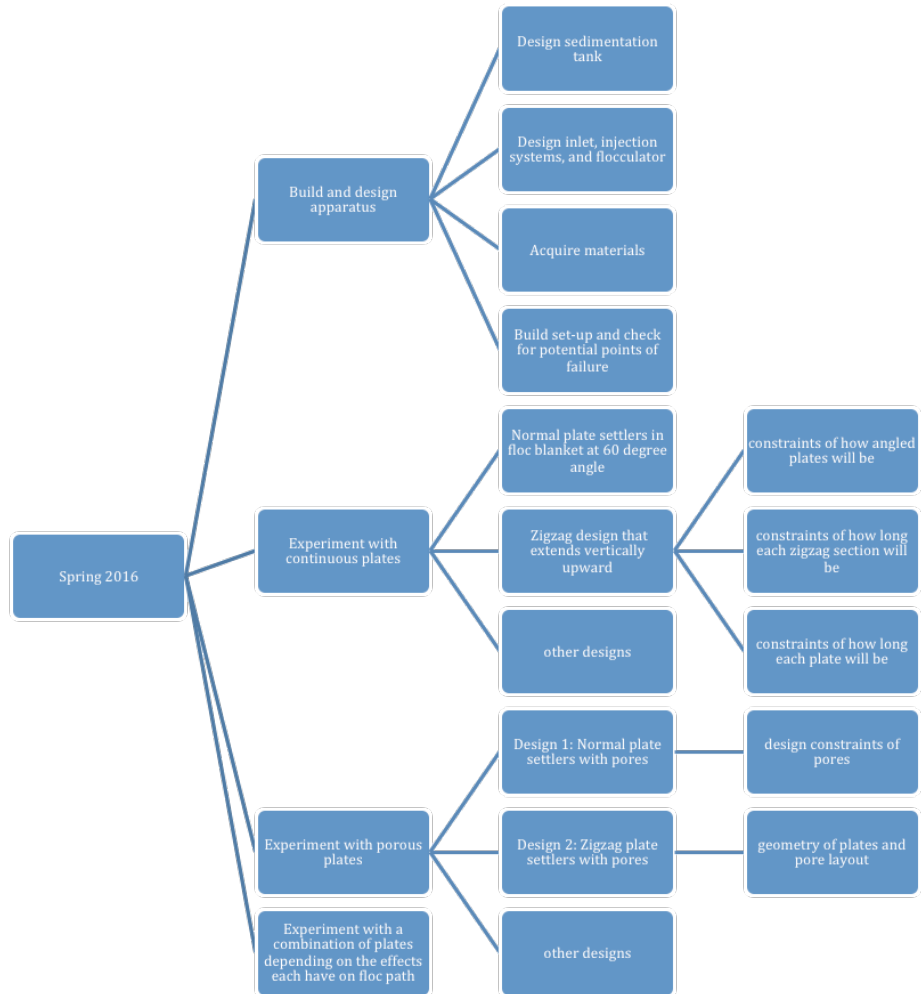 Spring 2016
Build and design
apparatus
Design sedimentation
tank
Design inlet, injection
systems, and flocculator
Acquire materials
Build set-up and check
for potential points of
failure
Experiment with
continuous plates
Normal plate settlers in
floc blanket at 60 degree
angle
Zigzag design that
extends vertically
upward
constraints of how angled
plates will be
constraints of how long
each zigzag section will
be
constraints of how long
each plate will be
other designs
Experiment with porous
plates
Design 1: Normal plate
settlers with pores
design constraints of
pores
Design 2: Zigzag plate
settlers with pores
geometry of plates and
pore layout
other designs
Experiment with a
combination of plates
depending on the effects
each have on floc path